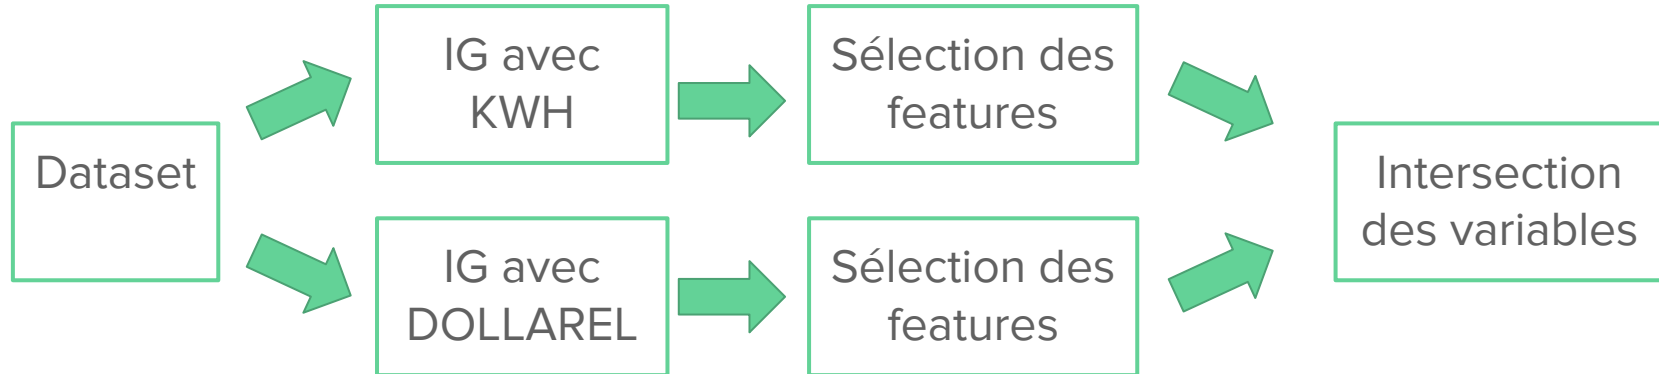 Dataset
IG avec
KWH
Sélection des
features
IG avec
DOLLAREL
Sélection des
features
Intersection
des variables